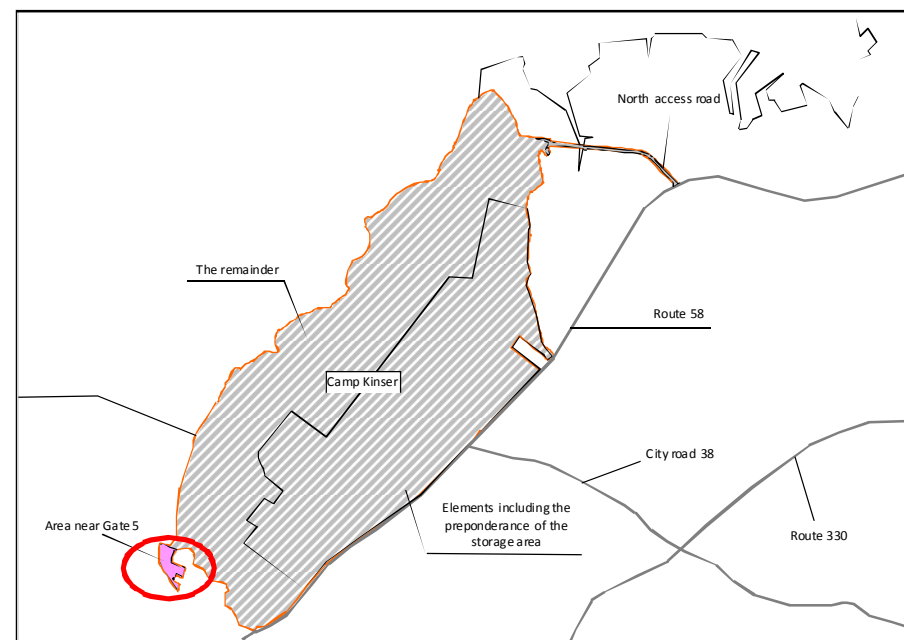 North access road
The remainder
Route 58
Camp Kinser
City road 38
Elements including the
preponderance of the
storage area
Area near Gate 5
Route 330